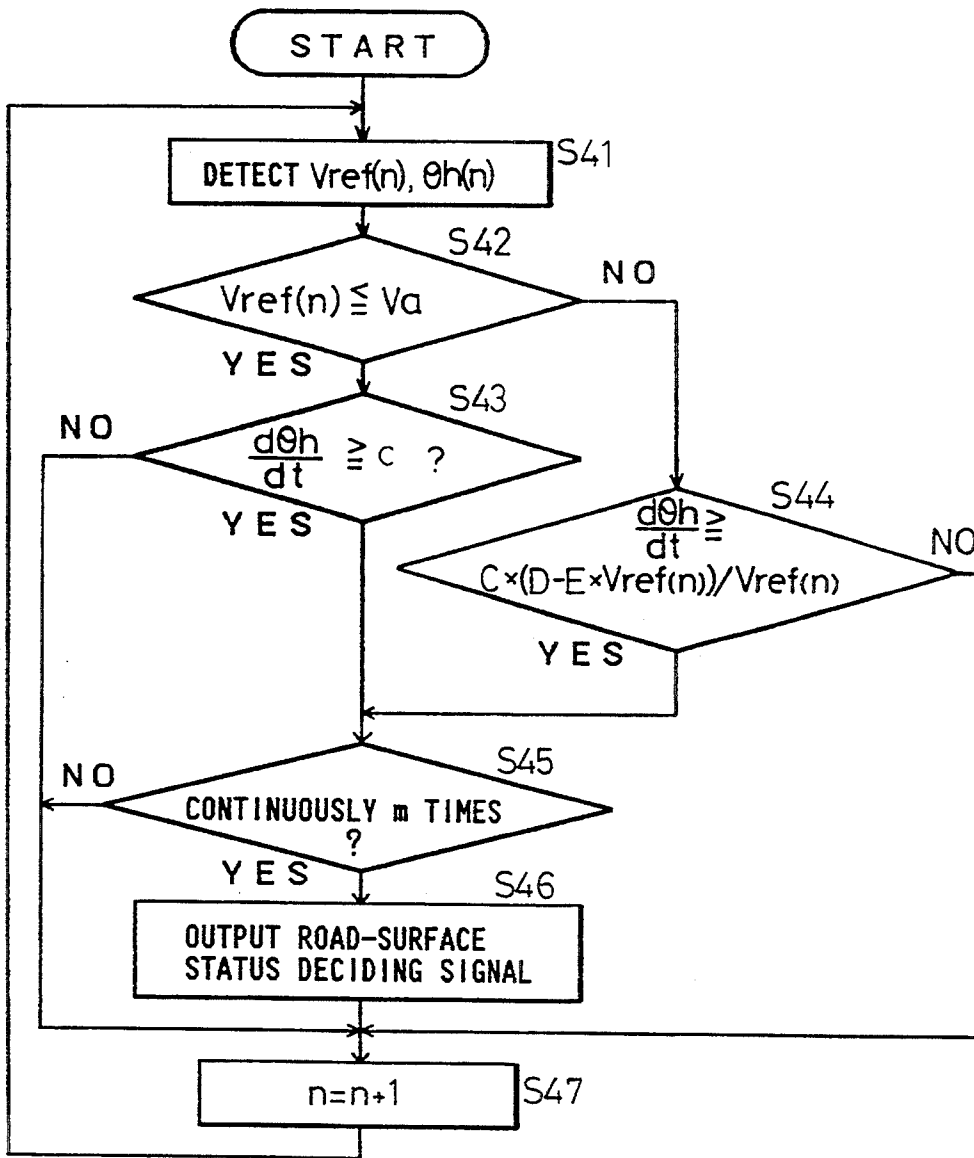 START
S41
DETECT Vref(n), θh(n)
S42
NO
Vref(n) ≦ Va
YES
S43
NO
dθh/dt ≧ c ?
YES
S44
dθh/dt ≧
NO
C×(D-E×Vref(n))/Vref(n)
YES
S45
NO
CONTINUOUSLY m TIMES
?
YES
S46
OUTPUT ROAD-SURFACE
STATUS DECIDING SIGNAL
n=n+1
S47